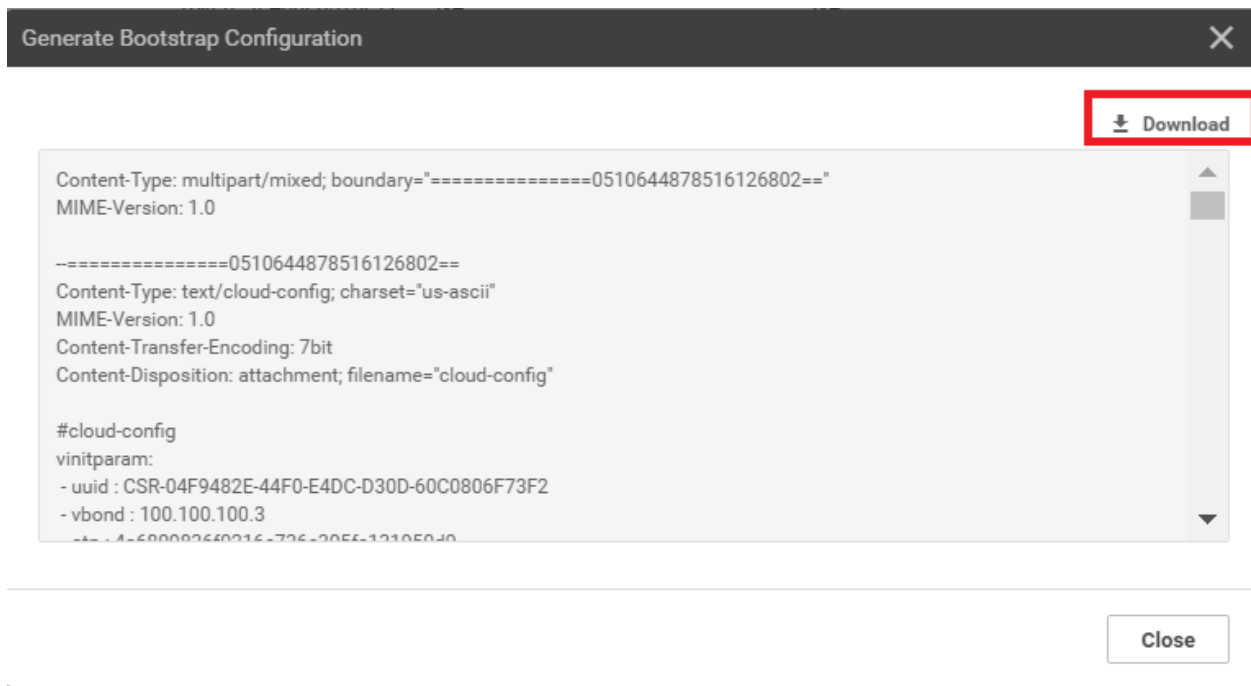 Generate Bootstrap Configuration
Download
Content-Type: multipart/mixed; boundary="===============0510644878516126802=="
MIME-Version: 1.0
--===============0510644878516126802==
Content-Type: text/cloud-config; charset="us-ascii"
MIME-Version: 1.0
Content-Transfer-Encoding: 7bit
Content-Disposition: attachment; filename="cloud-config"
#cloud-config
vinitparam:
- uuid : CSR-04F9482E-44F0-E4DC-D30D-60C0806F73F2
- vbond : 100.100.100.3
Close